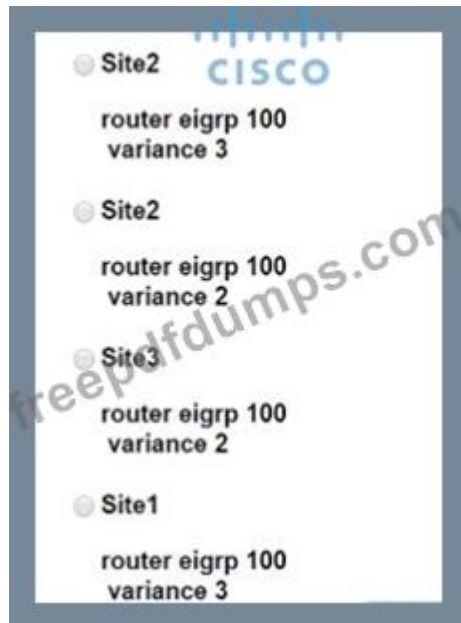 CISCO
Site2
router eigrp 100
variance 3
Site2
router eigrp 100
variance 2
freepdfdumps.com
Site3
router eigrp 100
variance 2
Site1
router eigrp 100
variance 3